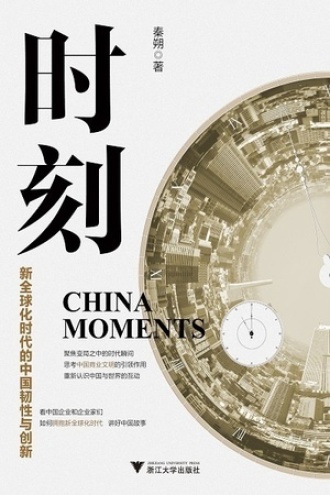 时刻
秦朔
◎著
新全球化时代的中国韧性与创新
CHINA
MOMENTS
聚焦变局之中的时代瞬间
思考中国商业文明的引领作用
重新认识中国与世界的互动
看中国企业和企业家们
如何拥抱新全球化时代 讲好中国故事
ZHEJIANG UNIVERSITY PRESS
浙江大学出版社